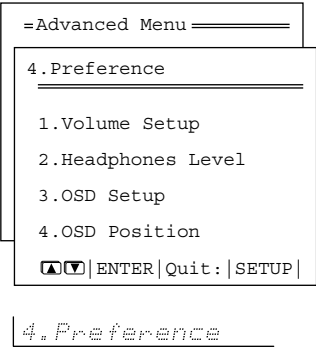 =Advanced Menu
4.Preference
1.Volume Setup
2.Headphones Level
3.OSD Setup
4.OSD Position
▲▼|ENTER|Quit:|SETUP|
4.Preference